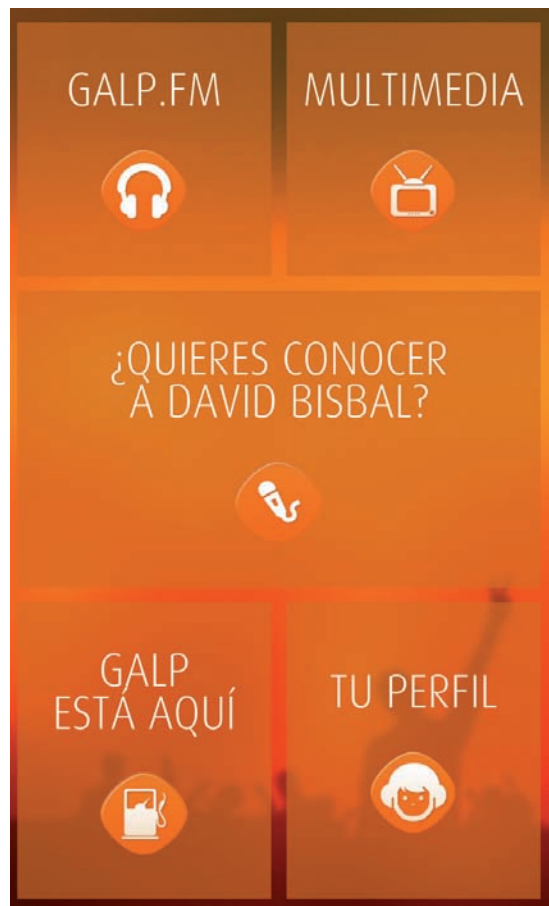 GALP.FM
MULTIMEDIA
¿QUIERES CONOCER
A DAVID BISBAL?
GALP
ESTÁ AQUÍ
TU PERFIL